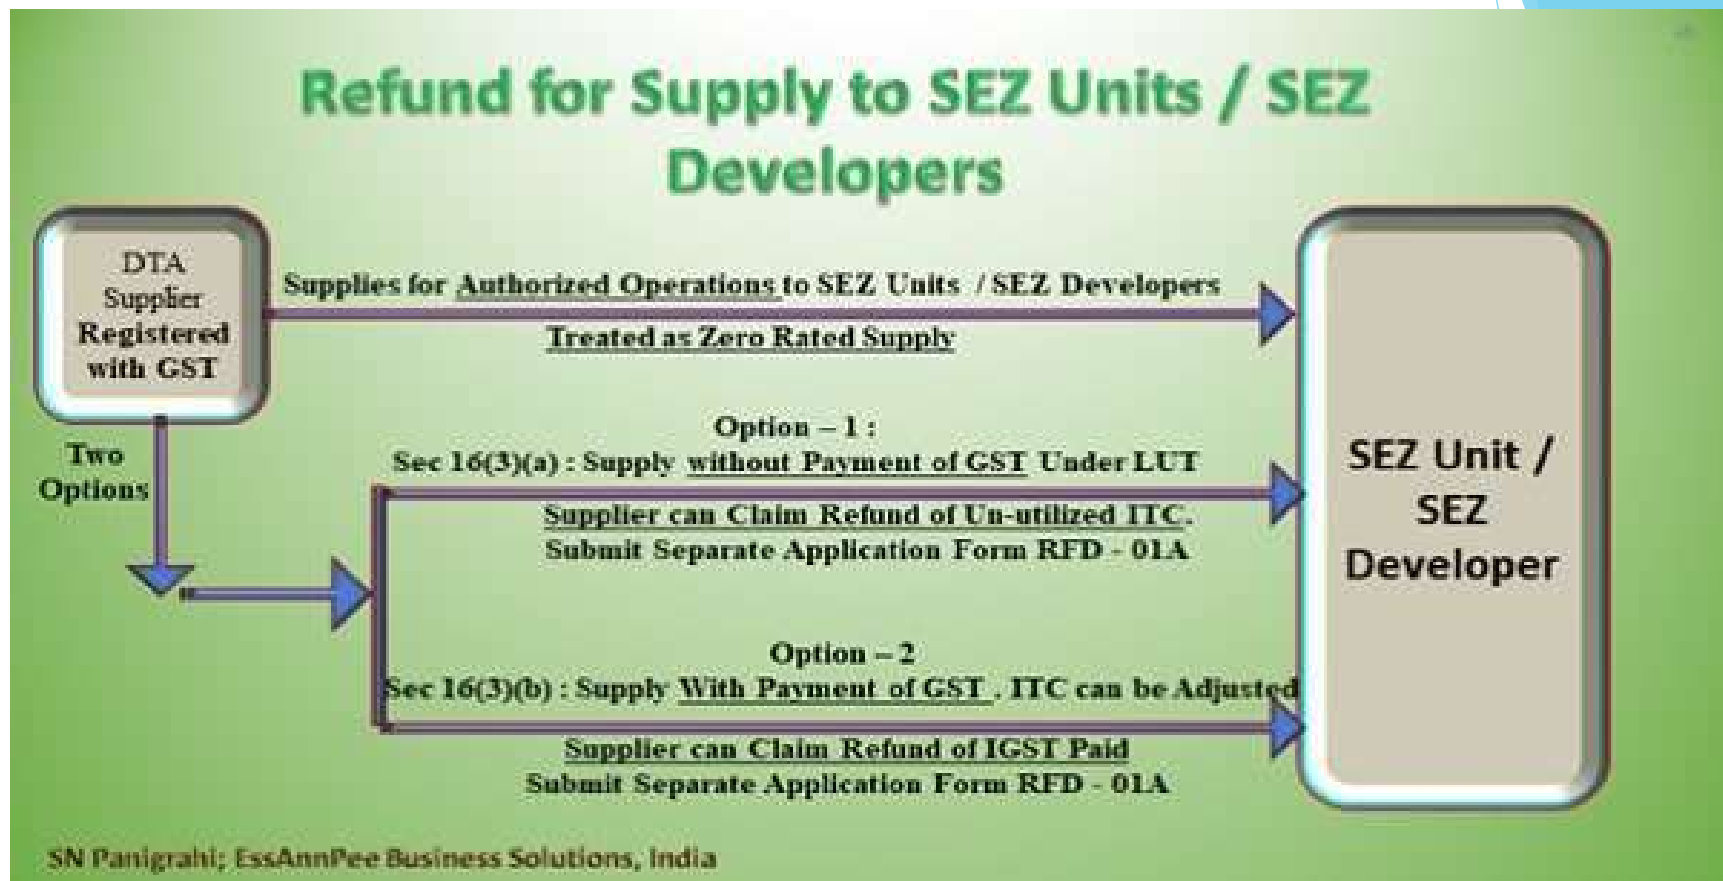 Refund for Supply to SEZ Units / SEZ
Developers
DTA
Supplier
Registered
with GST
Supplies for Authorized Operations to SEZ Units / SEZ Developers
Treated as Zero Rated Supply
Two
Options
Option – 1 :
Sec 16(3)(a) : Supply without Payment of GST Under LUT
Supplier can Claim Refund of Un-utilized ITC.
Submit Separate Application Form RFD - 01A
Option – 2
Sec 16(3)(b) : Supply With Payment of GST . ITC can be Adjusted
Supplier can Claim Refund of IGST Paid
Submit Separate Application Form RFD - 01A
SEZ Unit /
SEZ
Developer
SN Panigrahi; EssAnnPee Business Solutions, India